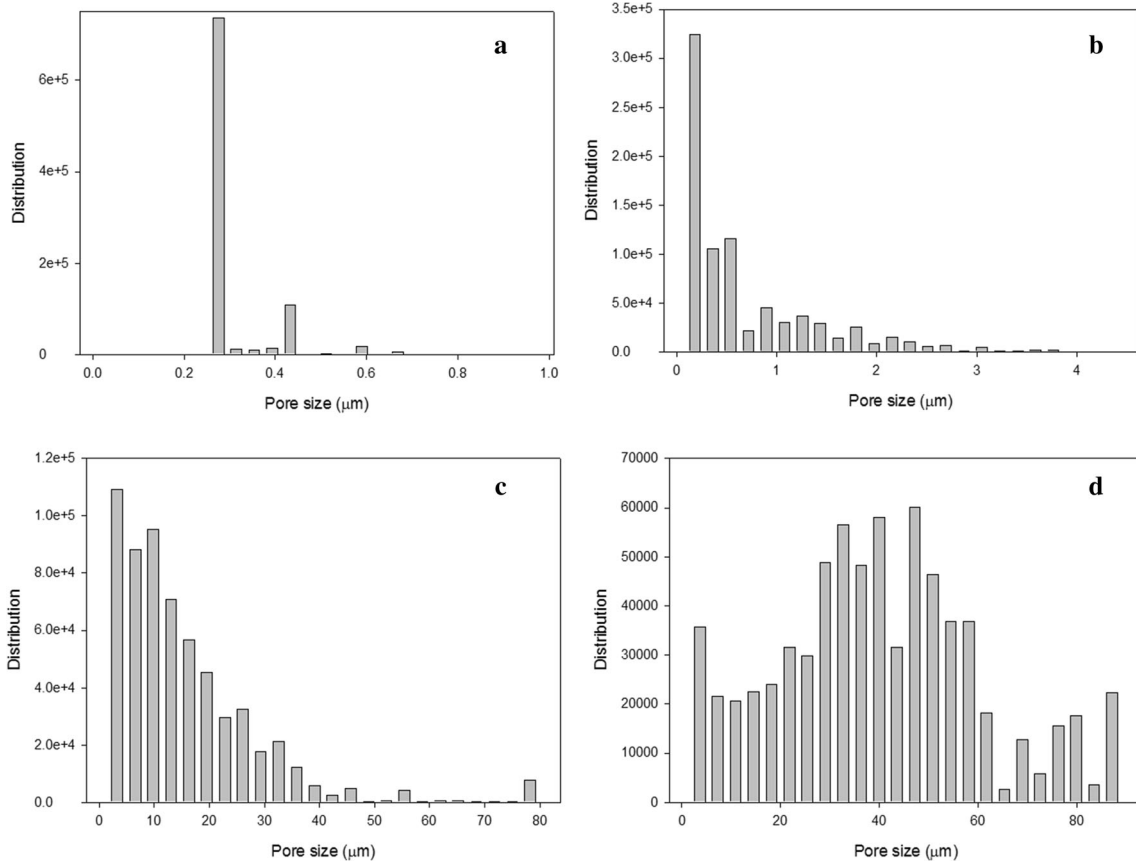 a
6e+5
4e+5
2e+5
0
Distribution
0.0 0.2 0.4 0.6 0.8 1.0
Pore size (μm)
b
3.5e+5
3.0e+5
2.5e+5
2.0e+5
1.5e+5
1.0e+5
5.0e+4
0.0
Distribution
0 1 2 3 4
Pore size (μm)
c
1.2e+5
1.0e+5
8.0e+4
6.0e+4
4.0e+4
2.0e+4
0.0
Distribution
0 10 20 30 40 50 60 70 80
Pore size (μm)
d
70000
60000
50000
40000
30000
20000
10000
0
Distribution
0 20 40 60 80
Pore size (μm)